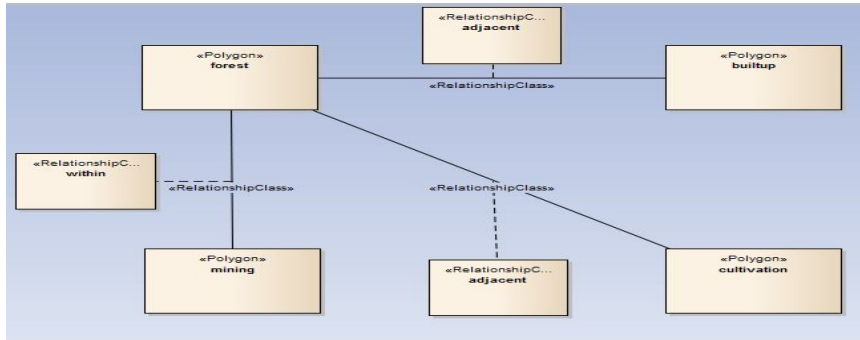 «RelationshipC...
adjacent
«Polygon»
forest
«Polygon»
builtup
«RelationshipClass»
«RelationshipC...
within
«RelationshipClass»
«RelationshipClass»
«Polygon»
mining
«RelationshipC...
adjacent
«Polygon»
cultivation